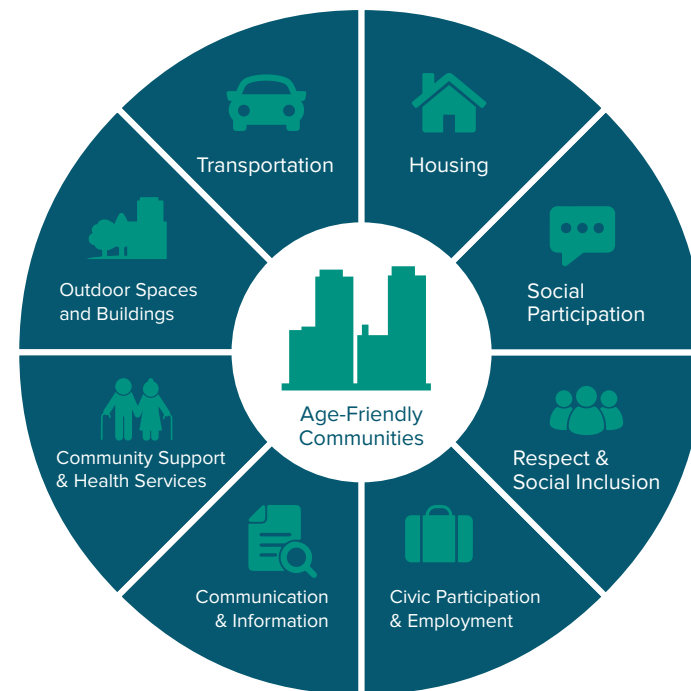 Transportation
Housing
Social
Participation
Respect &
Social Inclusion
Civic Participation
& Employment
Communication
& Information
Community Support
& Health Services
Outdoor Spaces
and Buildings
Age-Friendly
Communities